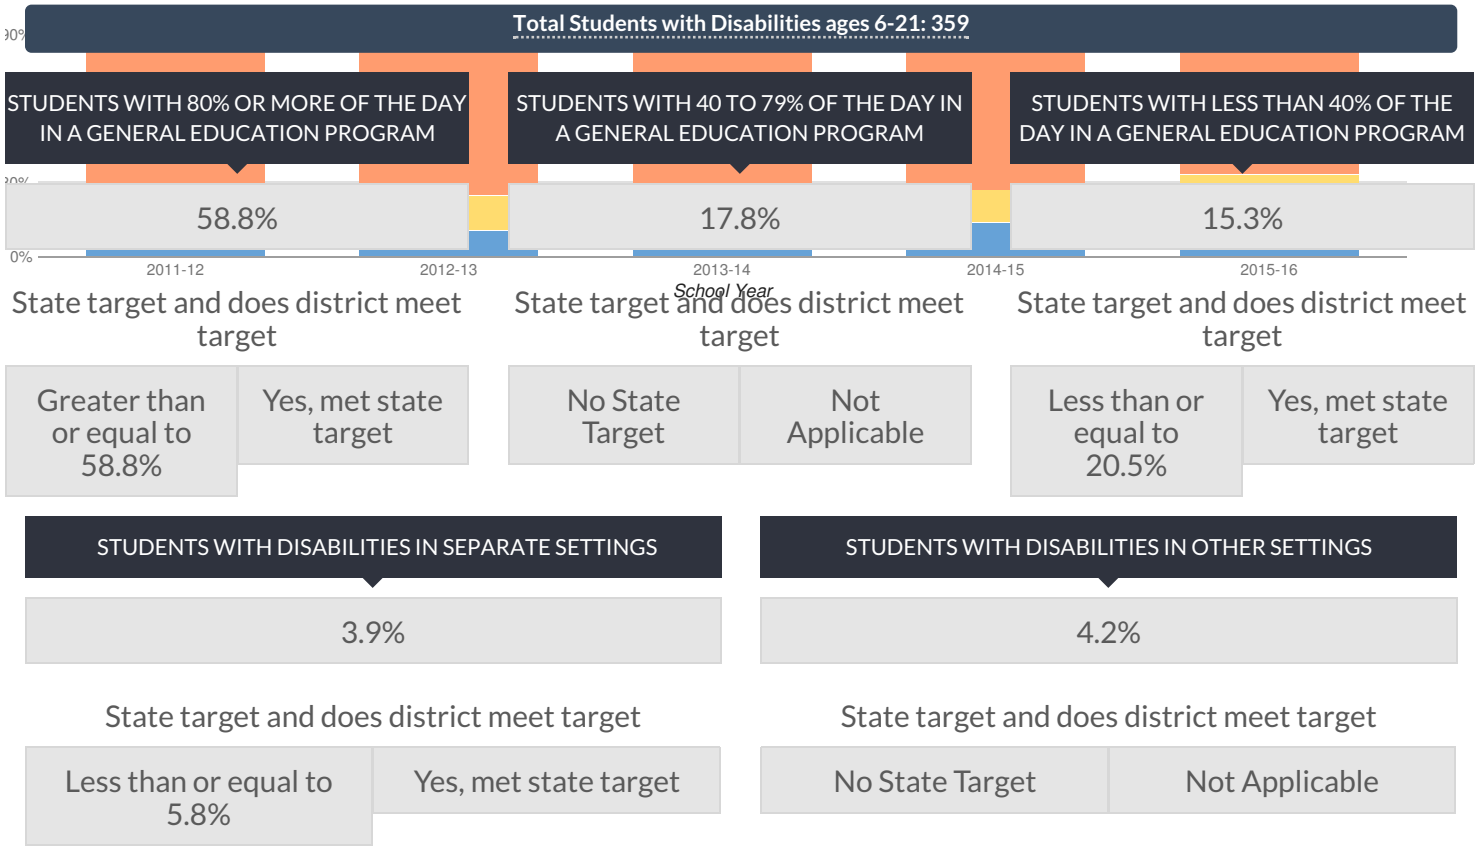 Total Students with Disabilities ages 6-21: 359
STUDENTS WITH 80% OR MORE OF THE DAY
IN A GENERAL EDUCATION PROGRAM
STUDENTS WITH 40 TO 79% OF THE DAY IN
A GENERAL EDUCATION PROGRAM
STUDENTS WITH LESS THAN 40% OF THE
DAY IN A GENERAL EDUCATION PROGRAM
58.8%
17.8%
15.3%
0%
2011-12
2012-13
2013-14
2014-15
2015-16
School Year
State target and does district meet
target
State target and does district meet
target
State target and does district meet
target
Greater than
or equal to
58.8%
Yes, met state
target
No State
Target
Not
Applicable
Less than or
equal to
20.5%
Yes, met state
target
STUDENTS WITH DISABILITIES IN SEPARATE SETTINGS
STUDENTS WITH DISABILITIES IN OTHER SETTINGS
3.9%
4.2%
State target and does district meet target
State target and does district meet target
Less than or equal to
5.8%
Yes, met state target
No State Target
Not Applicable